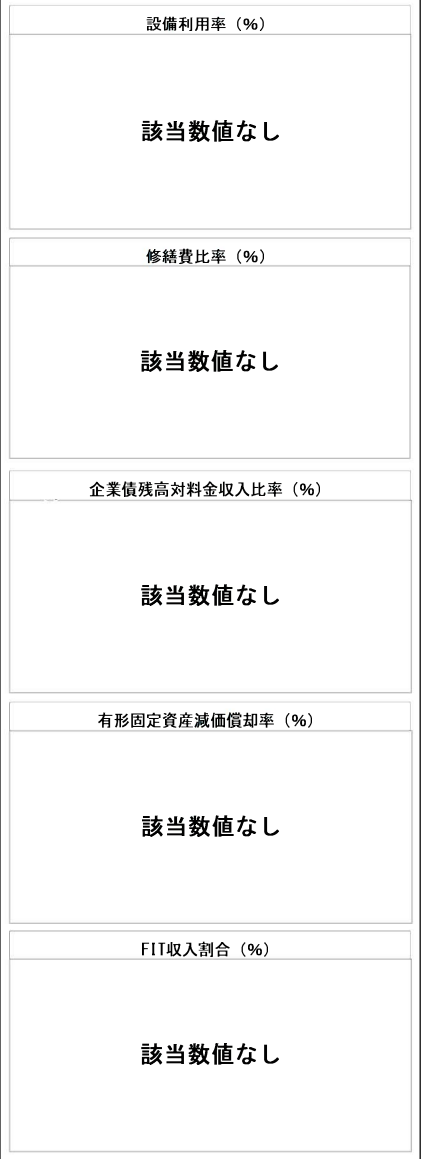 設備利用率（%）
該当数値なし
修繕費比率（%）
該当数値なし
企業債残高対料金収入比率（%）
該当数値なし
有形固定資産減価償却率（%）
該当数値なし
FIT収入割合（%）
該当数値なし